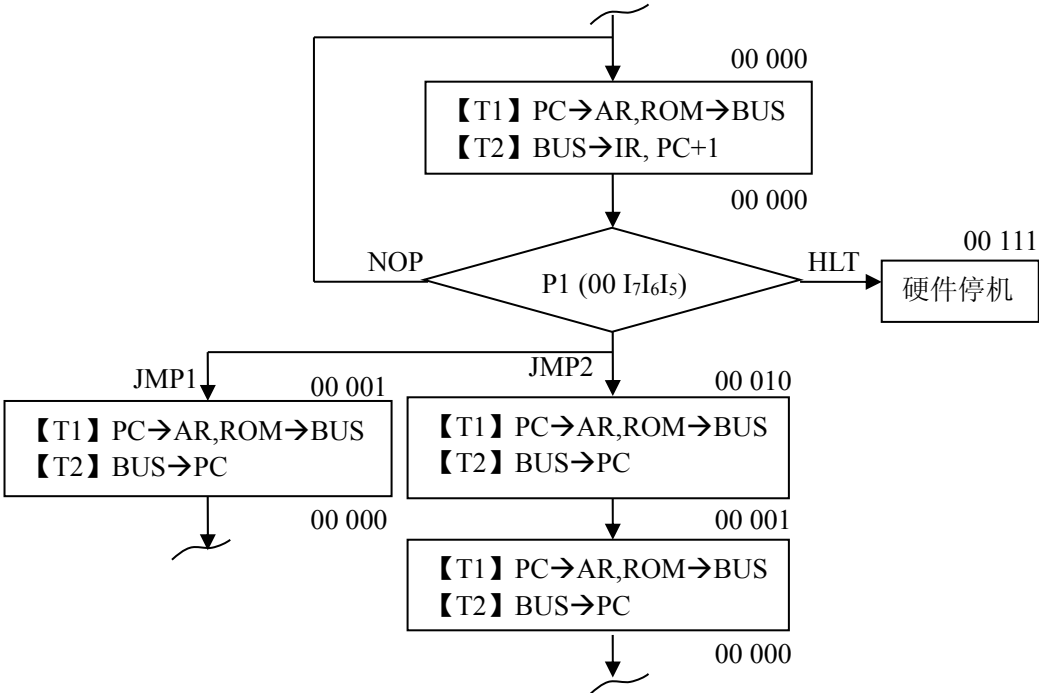 00 000
【T1】PC→AR,ROM→BUS
【T2】BUS→IR, PC+1
00 000
NOP
P1 (00 I₇I₆I₅)
HLT
00 111
硬件停机
JMP1
00 001
【T1】PC→AR,ROM→BUS
【T2】BUS→PC
00 000
JMP2
00 010
【T1】PC→AR,ROM→BUS
【T2】BUS→PC
00 001
【T1】PC→AR,ROM→BUS
【T2】BUS→PC
00 000